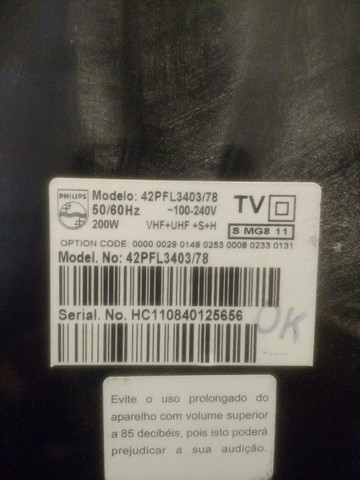 PHILIPS
Modelo: 42PFL3403/78
50/60Hz ~100-240V
200W VHF+UHF +S+H
TV
S MG8 11
OPTION CODE: 0000 0029 0148 0253 0008 0233 0131
Model. No: 42PFL3403/78
Serial. No. HC110840125656
OK
Evite o uso prolongado do
aparelho com volume superior
a 85 decibéis, pois isto poderá
prejudicar a sua audição.